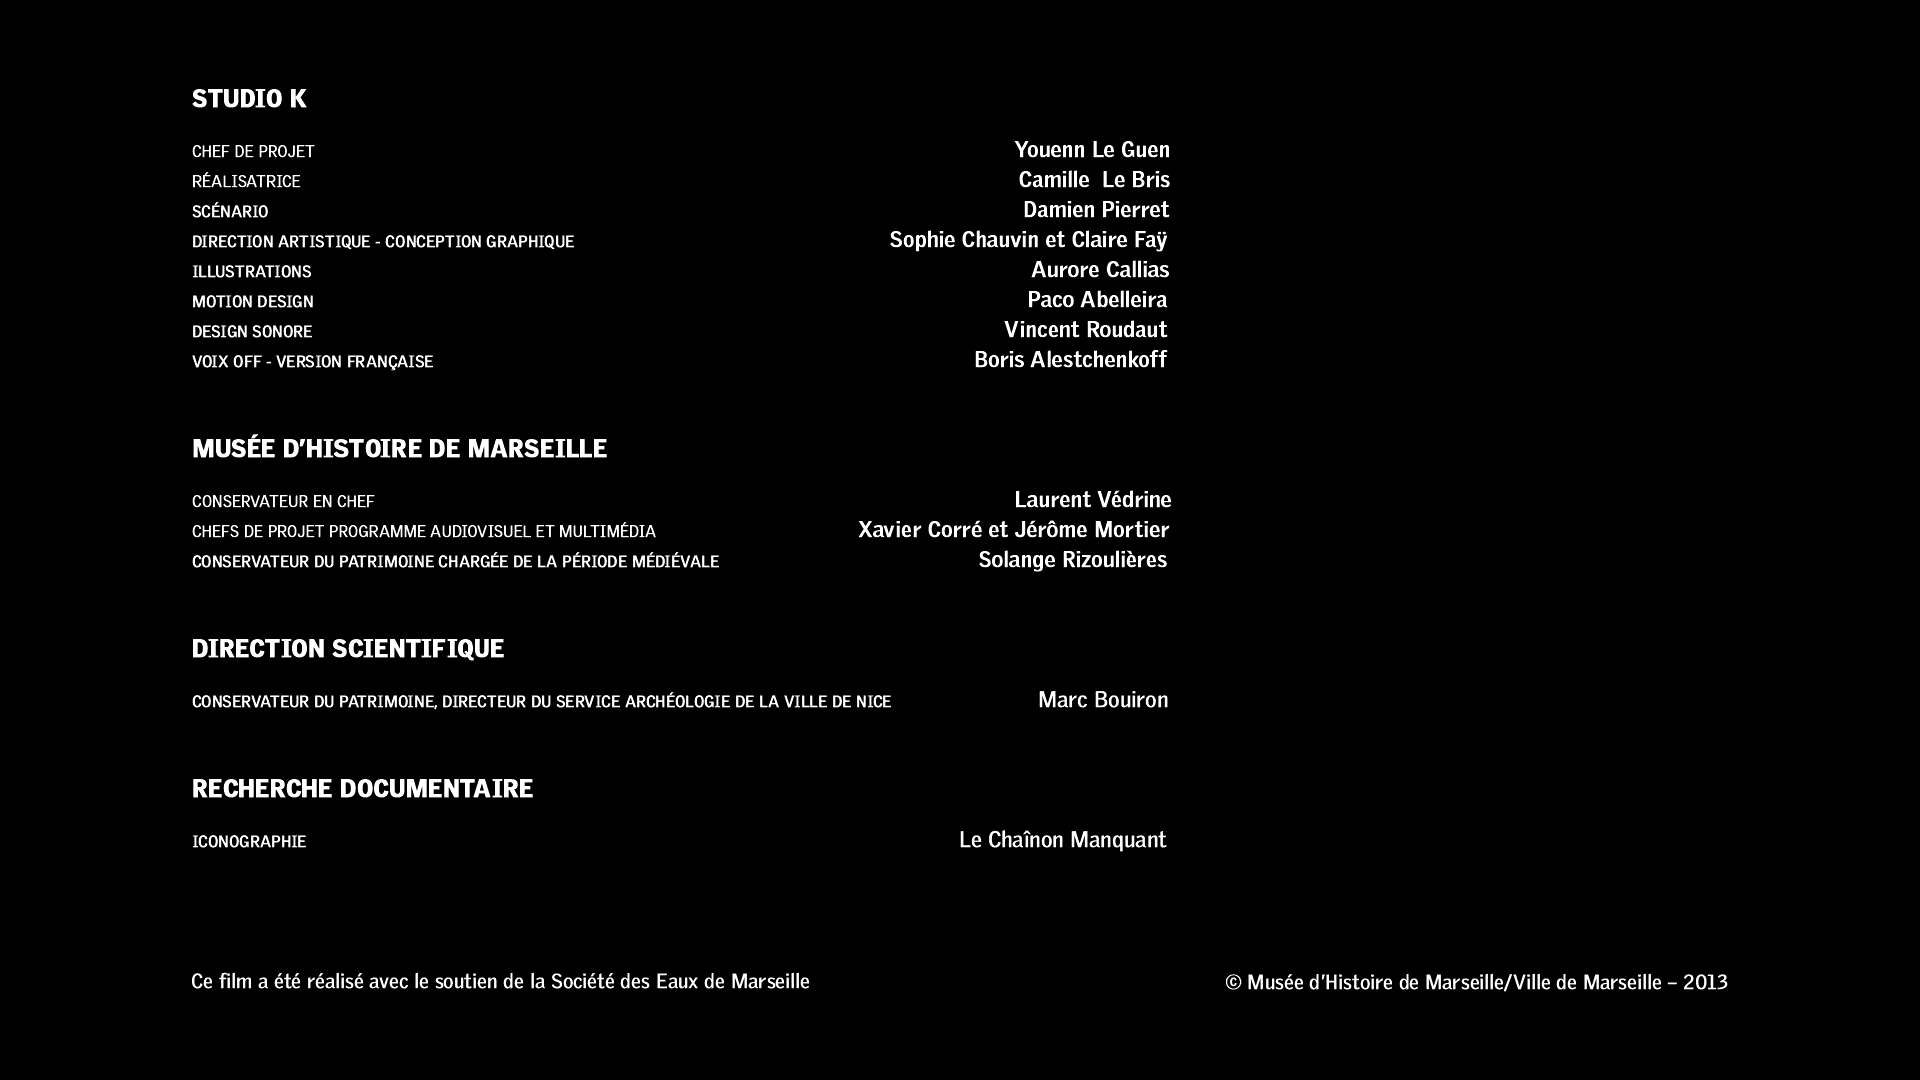 STUDIO K
CHEF DE PROJET Youenn Le Guen
RÉALISATRICE Camille  Le Bris
SCÉNARIO Damien Pierret
DIRECTION ARTISTIQUE - CONCEPTION GRAPHIQUE Sophie Chauvin et Claire Faÿ
ILLUSTRATIONS Aurore Callias
MOTION DESIGN Paco Abelleira
DESIGN SONORE Vincent Roudaut
VOIX OFF - VERSION FRANÇAISE Boris Alestchenkoff
MUSÉE D’HISTOIRE DE MARSEILLE
CONSERVATEUR EN CHEF Laurent Védrine
CHEFS DE PROJET PROGRAMME AUDIOVISUEL ET MULTIMÉDIA Xavier Corré et Jérôme Mortier
CONSERVATEUR DU PATRIMOINE CHARGÉE DE LA PÉRIODE MÉDIÉVALE Solange Rizoulières
DIRECTION SCIENTIFIQUE
CONSERVATEUR DU PATRIMOINE, DIRECTEUR DU SERVICE ARCHÉOLOGIE DE LA VILLE DE NICE Marc Bouiron
RECHERCHE DOCUMENTAIRE
ICONOGRAPHIE Le Chaînon Manquant
Ce film a été réalisé avec le soutien de la Société des Eaux de Marseille
© Musée d’Histoire de Marseille/Ville de Marseille – 2013